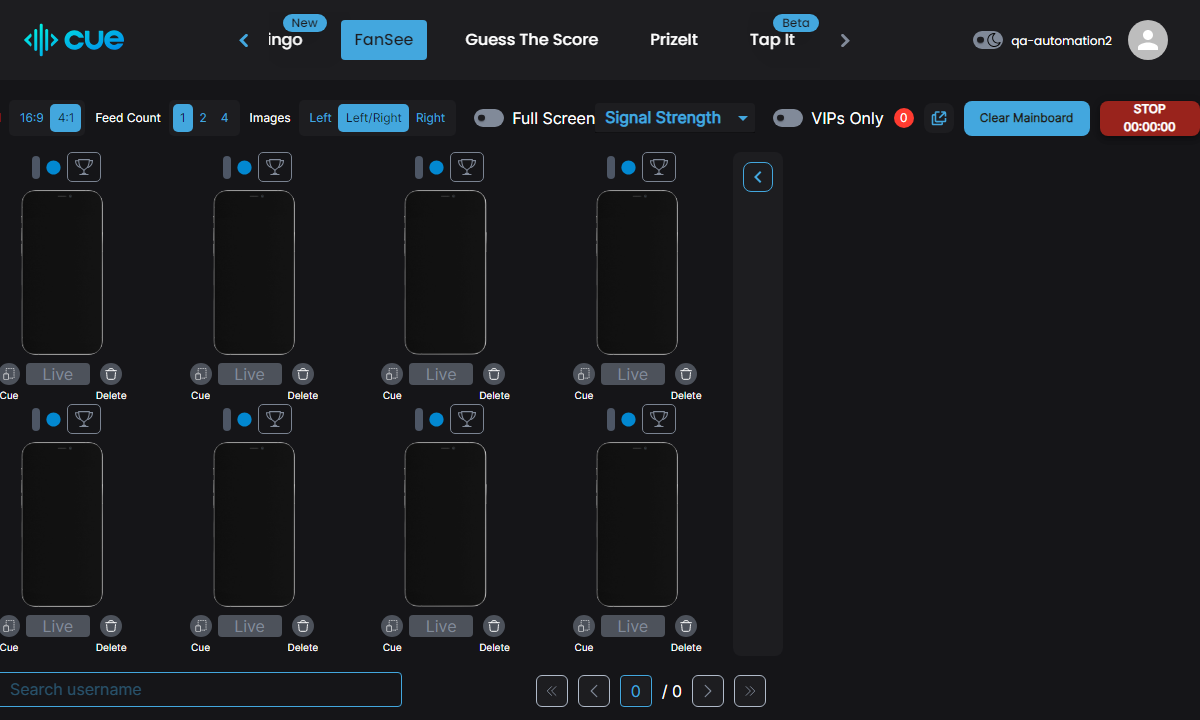 cue
New
ingo
FanSee
Guess The Score
PrizeIt
Beta
Tap It
qa-automation2
16:9
4:1
Feed Count
1
2
4
Images
Left
Left/Right
Right
Full Screen
Signal Strength
VIPs Only
0
Clear Mainboard
STOP
00:00:00
Live
Live
Live
Live
Cue
Delete
Cue
Delete
Cue
Delete
Cue
Delete
Live
Live
Live
Live
Cue
Delete
Cue
Delete
Cue
Delete
Cue
Delete
Search username
0
/ 0